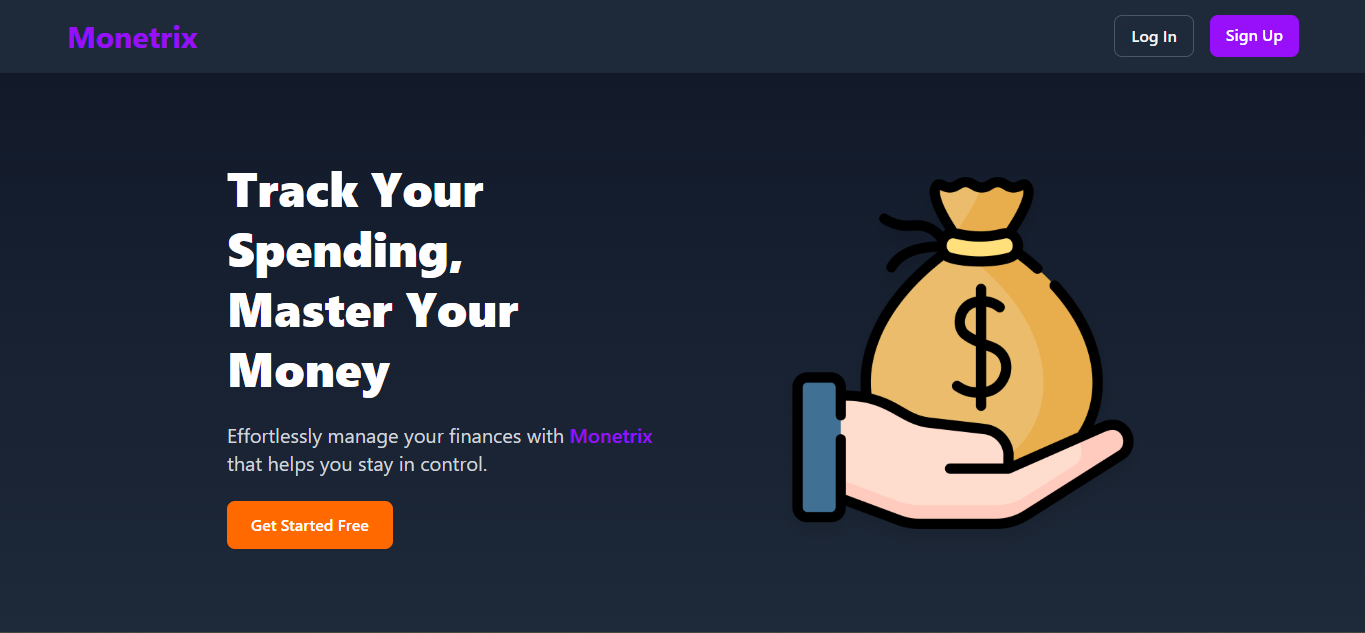 Monetrix
Log In
Sign Up
Track Your
Spending,
Master Your
Money
Effortlessly manage your finances with Monetrix
that helps you stay in control.
Get Started Free
$